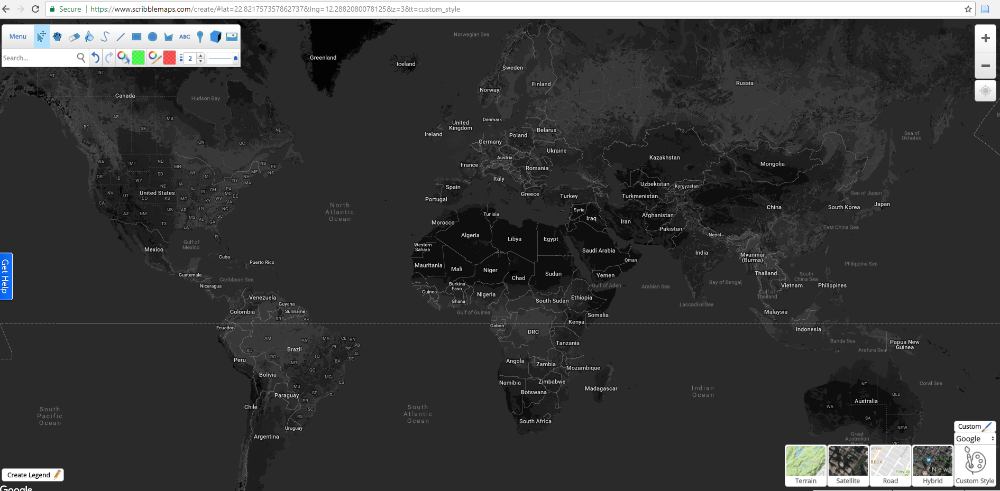 Secure
https://www.scribblemaps.com/create/#lat=22.821757357862737&lng=12.2882080078125&z=3&t=custom_style
Menu
ABC
Search...
2
Get Help
Norwegian Sea
Greenland
Iceland
Sweden
Finland
Norway
Russia
YT
NT
Canada
Hudson Bay
AB
MB
BC
SK
NL
ON
QC
United
Kingdom
Ireland
Denmark
Belarus
Poland
Germany
Ukraine
Austria
France
Romania
Italy
Spain
Portugal
Greece
Turkey
Kazakhstan
Mongolia
Sea of
Okhotsk
Uzbekistan
Kyrgyzstan
Turkmenistan
Sea of Japan
China
South Korea
Japan
East China Sea
WA
MT
ND
MN
NB
PE
ME
NS
OR
ID
SD
WI
MI
NH
NY
MA
WY
NE
IA
IL
IN
OH
PA
MD
DE
NV
UT
United States
CO
KS
MO
KY
WV
VA
CA
AZ
NM
OK
AR
TN
NC
SC
MS
AL
GA
TX
LA
FL
North
Atlantic
Ocean
Gulf of
Mexico
Mexico
Cuba
Puerto Rico
Guatemala
Caribbean Sea
Nicaragua
Tunisia
Morocco
Algeria
Libya
Egypt
Western
Sahara
Mauritania
Mali
Niger
Chad
Sudan
Syria
Iraq
Iran
Afghanistan
Pakistan
Nepal
Saudi Arabia
Oman
Yemen
India
Myanmar
(Burma)
Philippine Sea
Thailand
South
China Sea
Vietnam
Philippines
Gulf of
Thailand
Bay of Bengal
Arabian Sea
Gulf of Aden
Laccadive Sea
Burkina
Faso
Guinea
Ghana
Nigeria
South Sudan
Ethiopia
Gulf of Guinea
Somalia
Malaysia
Venezuela
Guyana
Suriname
Colombia
RR
AP
Ecuador
Gabon
Kenya
DRC
Tanzania
Indonesia
Banda Sea
Arafura Sea
Papua New
Guinea
AM
PA
MA
CE
RN
PB
PI
PE
AL
SE
AC
Brazil
TO
RO
BA
MT
Peru
Bolivia
GO
MG
ES
MS
SP
RJ
Paraguay
PR
SC
RS
Chile
Uruguay
Argentina
Angola
Zambia
Mozambique
Namibia
Zimbabwe
Botswana
Madagascar
South Africa
South
Pacific
Ocean
South
Atlantic
Ocean
Indian
Ocean
Coral Sea
NT
QLD
Australia
WA
SA
NSW
VIC
Great
Australian
Bight
Custom
Google
Create Legend
Google
School
BECA
Foley Sq
City Hall
New
Terrain
Satellite
Road
Hybrid
Custom Style